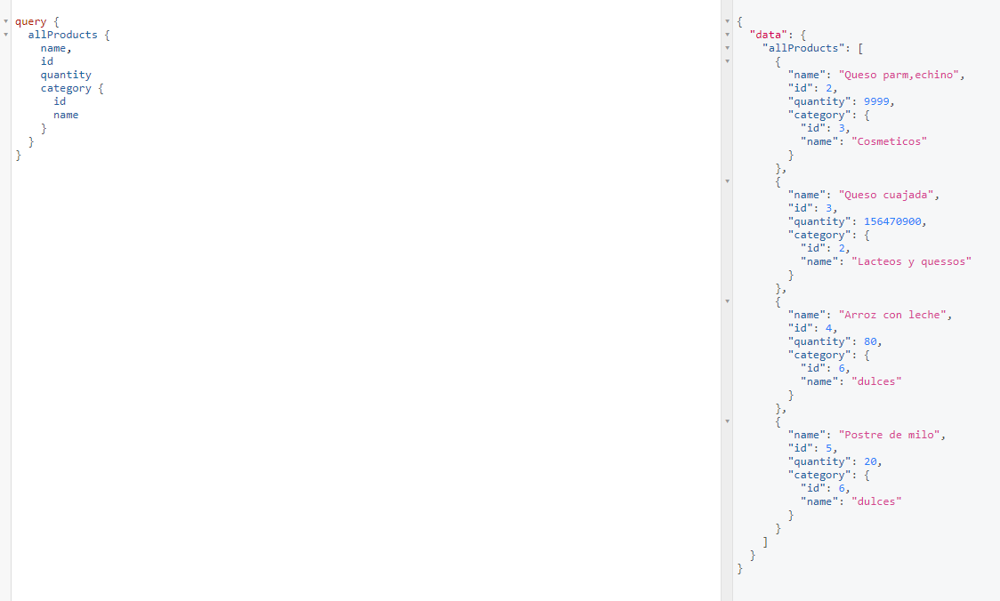 query {
  allProducts {
    name,
    id
    quantity
    category {
      id
      name
    }
  }
}
{
  "data": {
    "allProducts": [
      {
        "name": "Queso parm,echino",
        "id": 2,
        "quantity": 9999,
        "category": {
          "id": 3,
          "name": "Cosmeticos"
        }
      },
      {
        "name": "Queso cuajada",
        "id": 3,
        "quantity": 156470900,
        "category": {
          "id": 2,
          "name": "Lacteos y quessos"
        }
      },
      {
        "name": "Arroz con leche",
        "id": 4,
        "quantity": 80,
        "category": {
          "id": 6,
          "name": "dulces"
        }
      },
      {
        "name": "Postre de milo",
        "id": 5,
        "quantity": 20,
        "category": {
          "id": 6,
          "name": "dulces"
        }
      }
    ]
  }
}